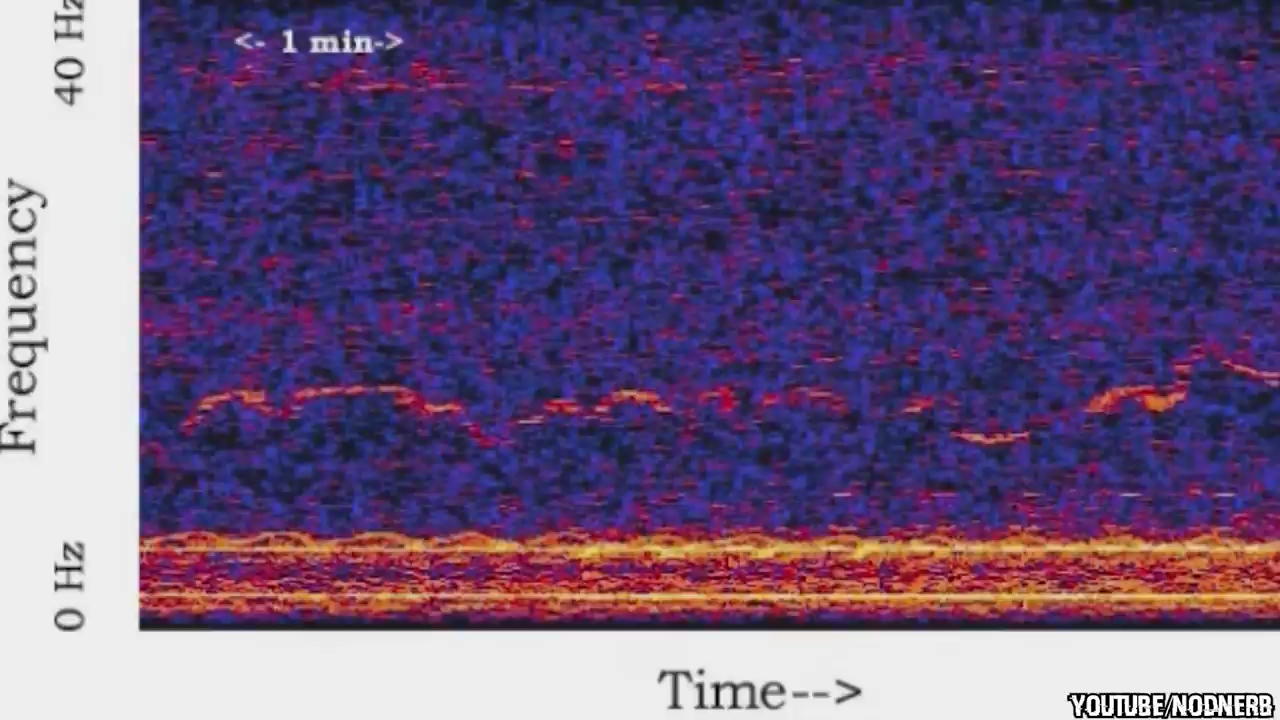 40 Hz
<- 1 min->
Frequency
0 Hz
Time-->
YOUTUBE/NODNERB